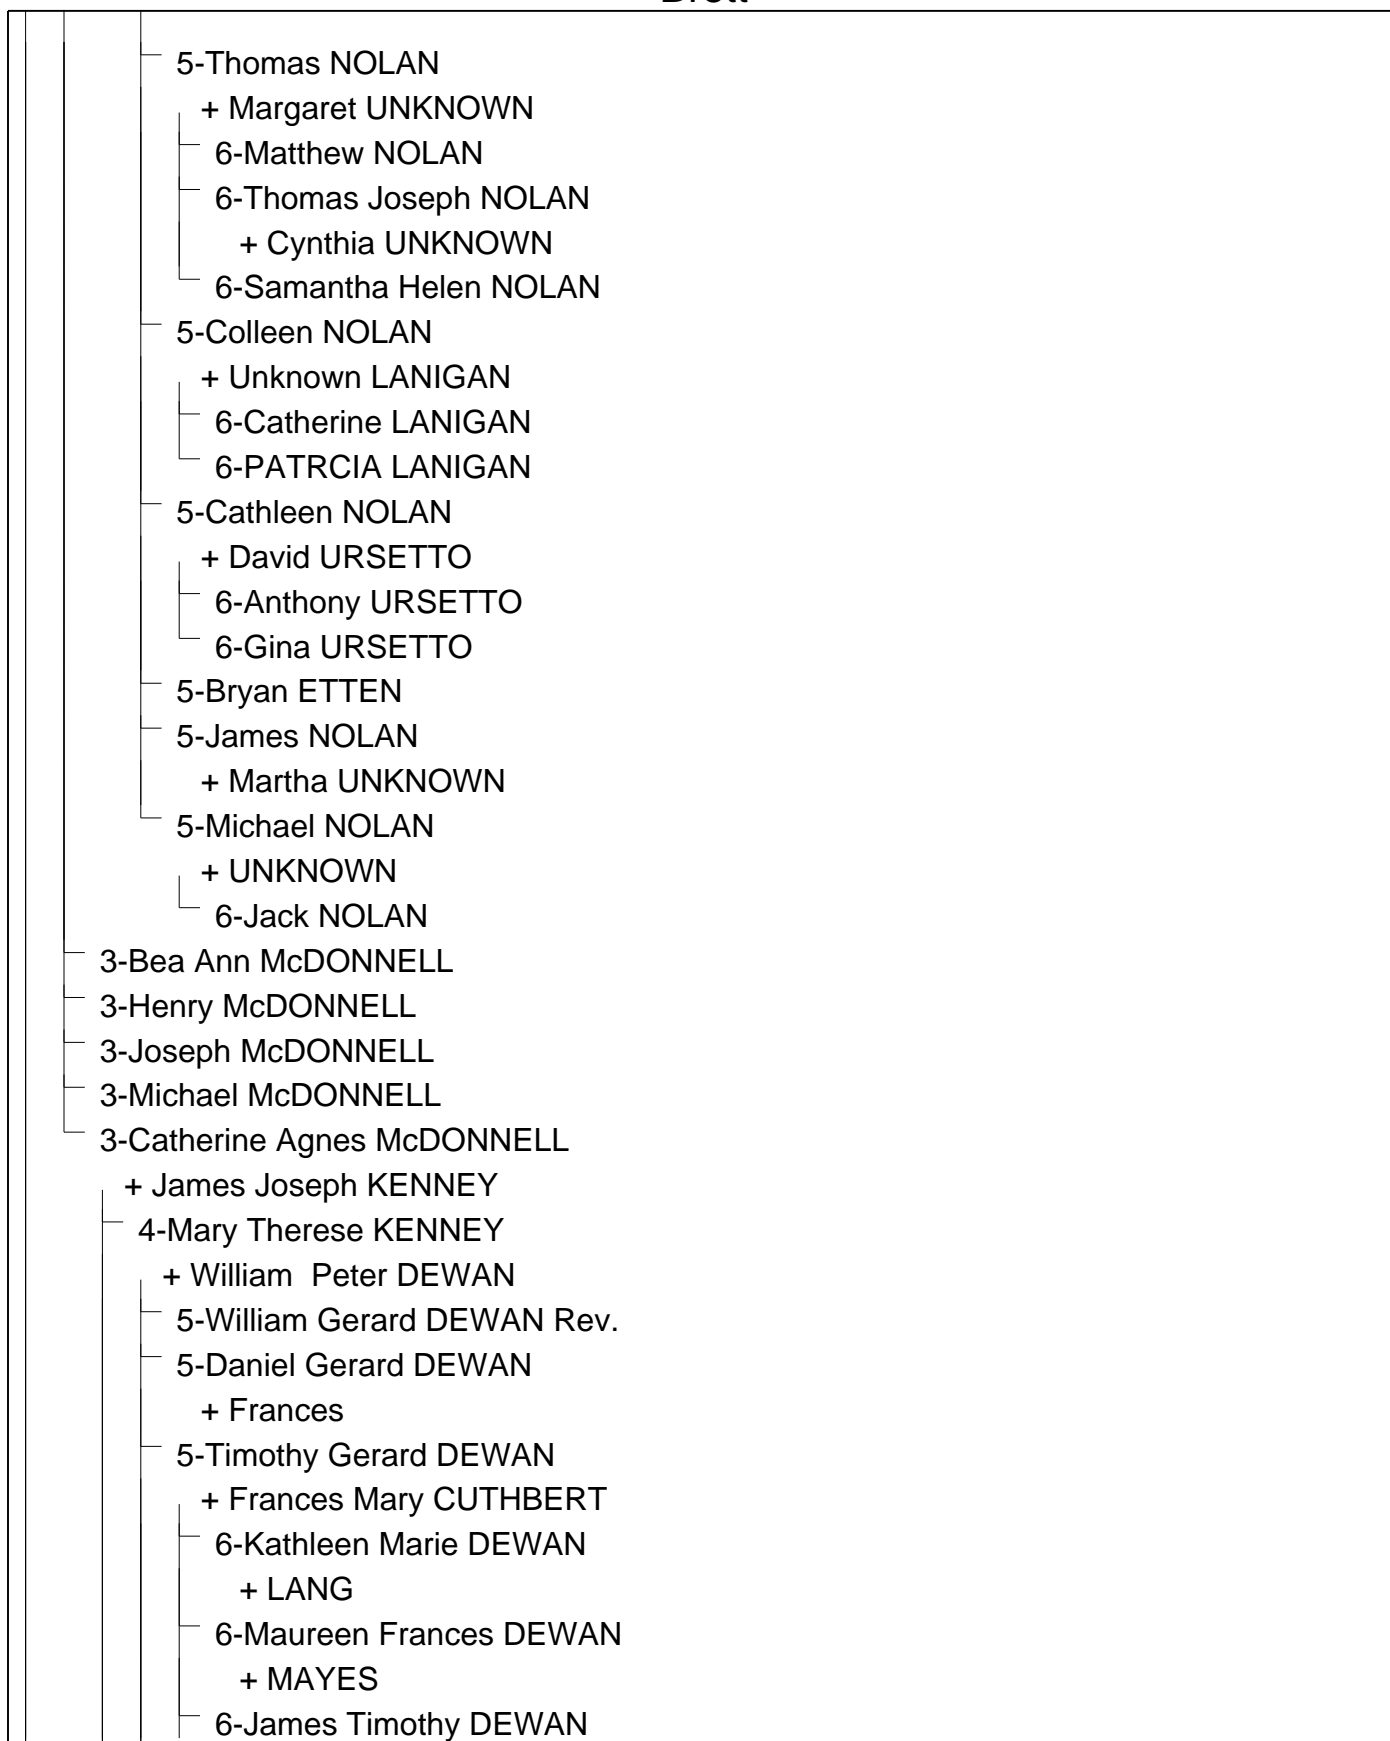 5-Thomas NOLAN
+ Margaret UNKNOWN
6-Matthew NOLAN
6-Thomas Joseph NOLAN
+ Cynthia UNKNOWN
6-Samantha Helen NOLAN
5-Colleen NOLAN
+ Unknown LANIGAN
6-Catherine LANIGAN
6-PATRCIA LANIGAN
5-Cathleen NOLAN
+ David URSETTO
6-Anthony URSETTO
6-Gina URSETTO
5-Bryan ETTEN
5-James NOLAN
+ Martha UNKNOWN
5-Michael NOLAN
+ UNKNOWN
6-Jack NOLAN
3-Bea Ann McDONNELL
3-Henry McDONNELL
3-Joseph McDONNELL
3-Michael McDONNELL
3-Catherine Agnes McDONNELL
+ James Joseph KENNEY
4-Mary Therese KENNEY
+ William  Peter DEWAN
5-William Gerard DEWAN Rev.
5-Daniel Gerard DEWAN
+ Frances
5-Timothy Gerard DEWAN
+ Frances Mary CUTHBERT
6-Kathleen Marie DEWAN
+ LANG
6-Maureen Frances DEWAN
+ MAYES
6-James Timothy DEWAN